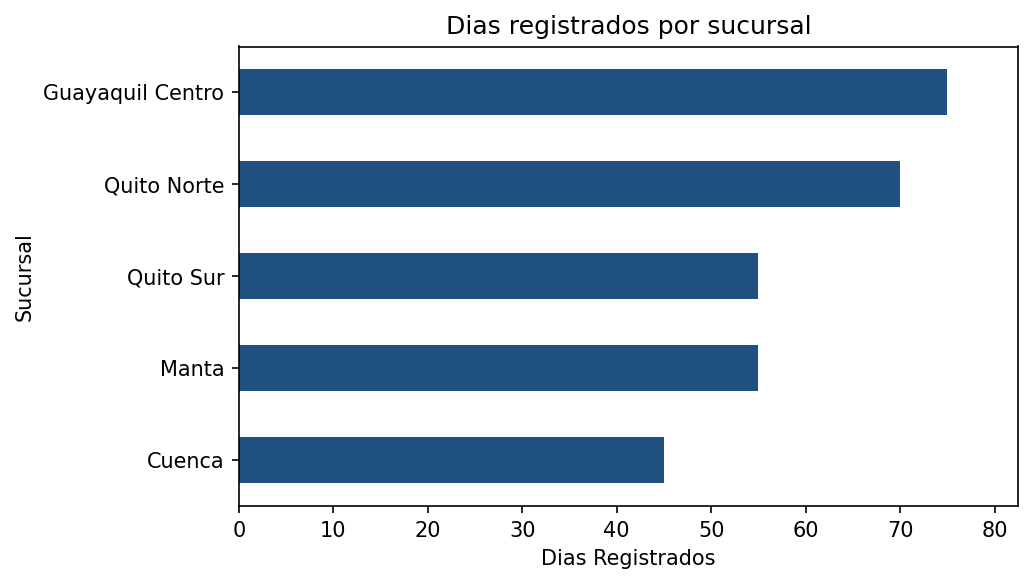 Dias registrados por sucursal
Sucursal
Guayaquil Centro
Quito Norte
Quito Sur
Manta
Cuenca
0 10 20 30 40 50 60 70 80
Dias Registrados